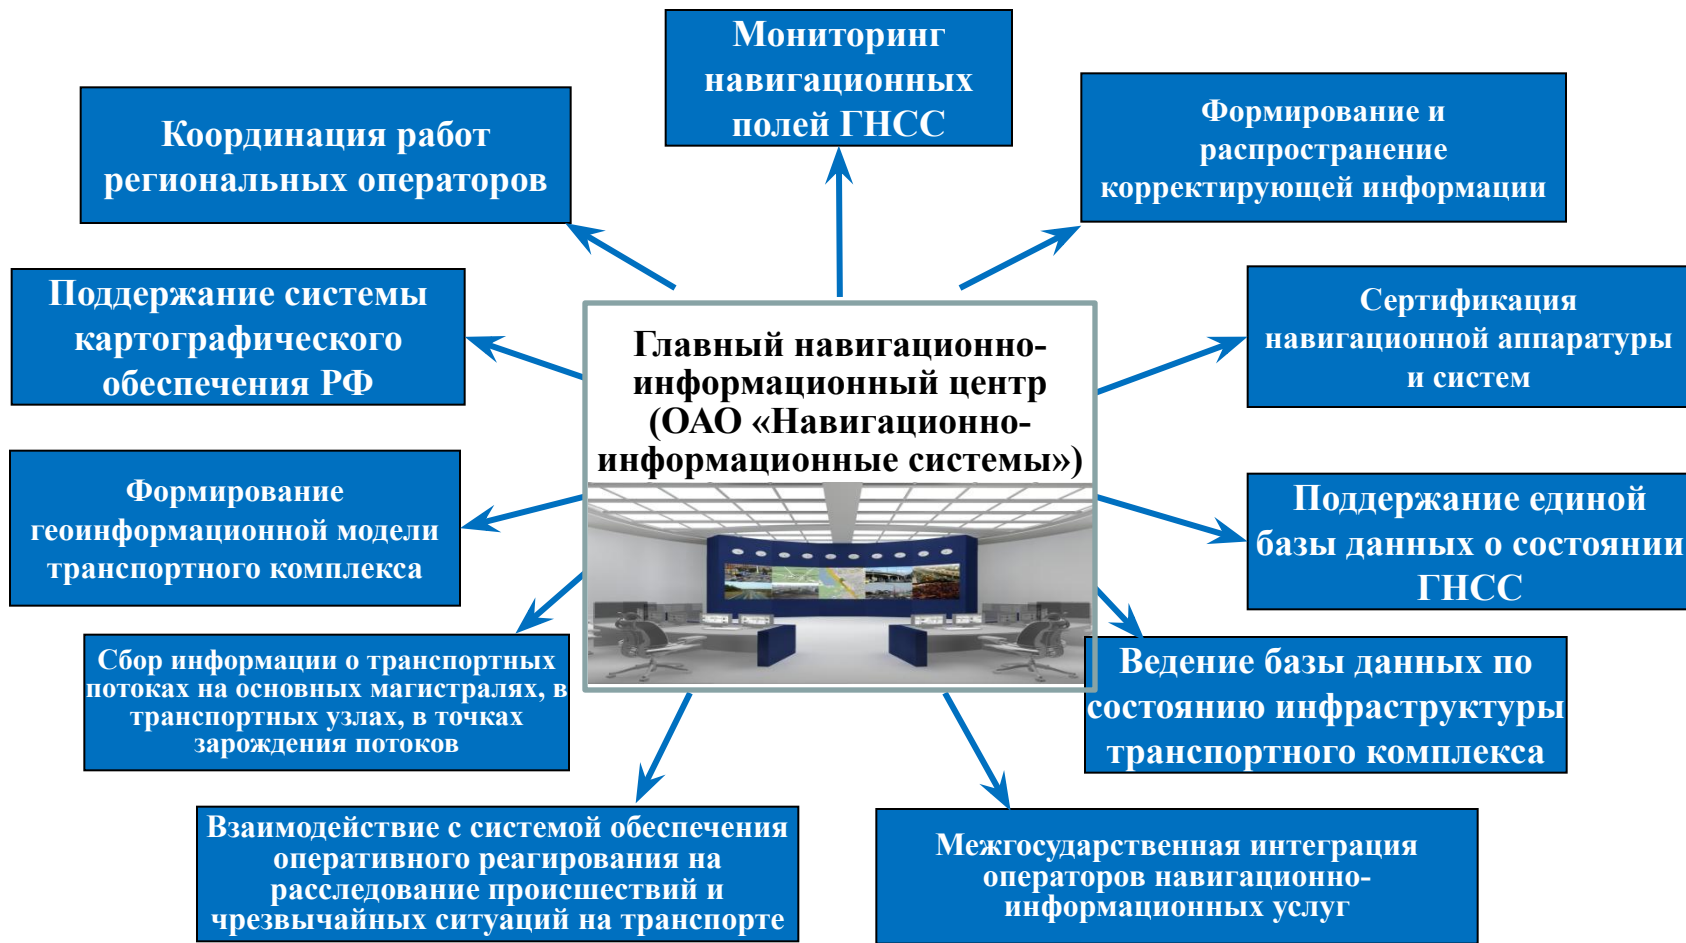 Мониторинг
навигационных
полей ГНСС
Координация работ
региональных операторов
Формирование и
распространение
корректирующей информации
Поддержание системы
картографического
обеспечения РФ
Главный навигационно-
информационный центр
(ОАО «Навигационно-
информационные системы»)
Сертификация
навигационной аппаратуры
и систем
Формирование
геоинформационной модели
транспортного комплекса
Поддержание единой
базы данных о состоянии
ГНСС
Сбор информации о транспортных
потоках на основных магистралях, в
транспортных узлах, в точках
зарождения потоков
Ведение базы данных по
состоянию инфраструктуры
транспортного комплекса
Взаимодействие с системой обеспечения
оперативного реагирования на
расследование происшествий и
чрезвычайных ситуаций на транспорте
Межгосударственная интеграция
операторов навигационно-
информационных услуг